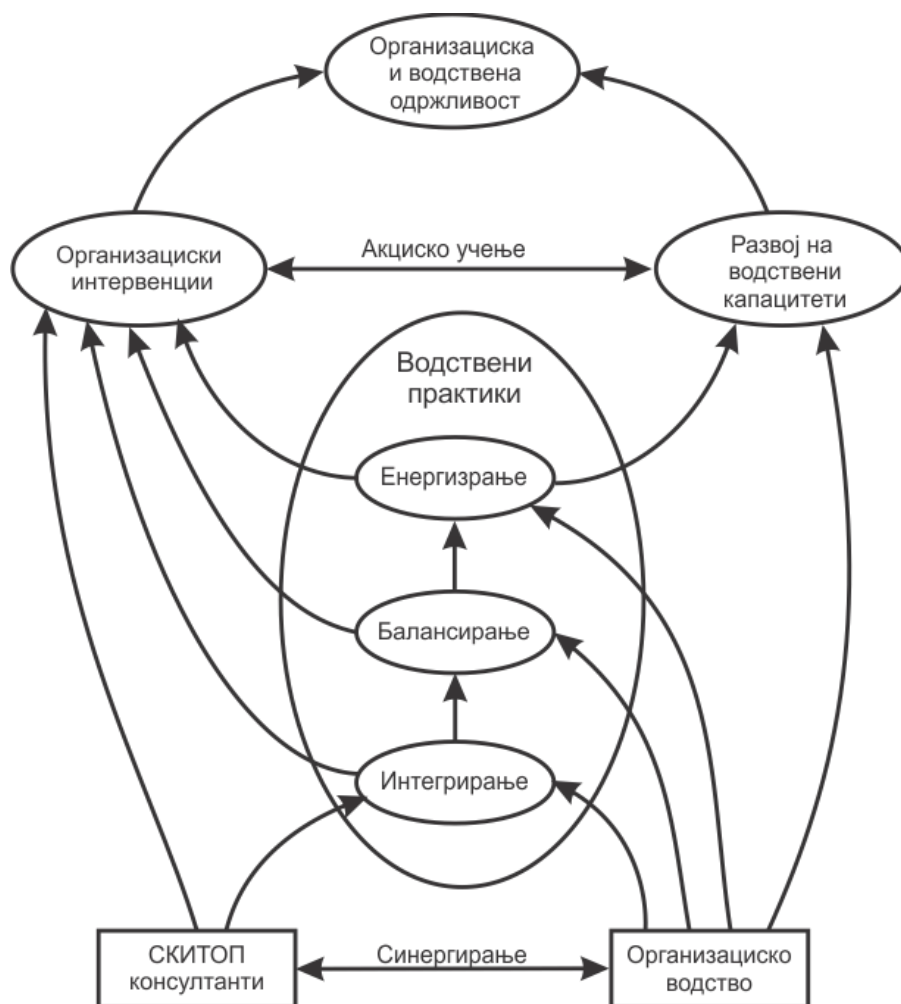 Организациска
и водствена
одржливост
Организациски
интервенции
Акциско учење
Развој на
водствени
капацитети
Водствени
практики
Енергизрање
Балансирање
Интегрирање
СКИТОП
консултанти
Синергирање
Организациско
водство